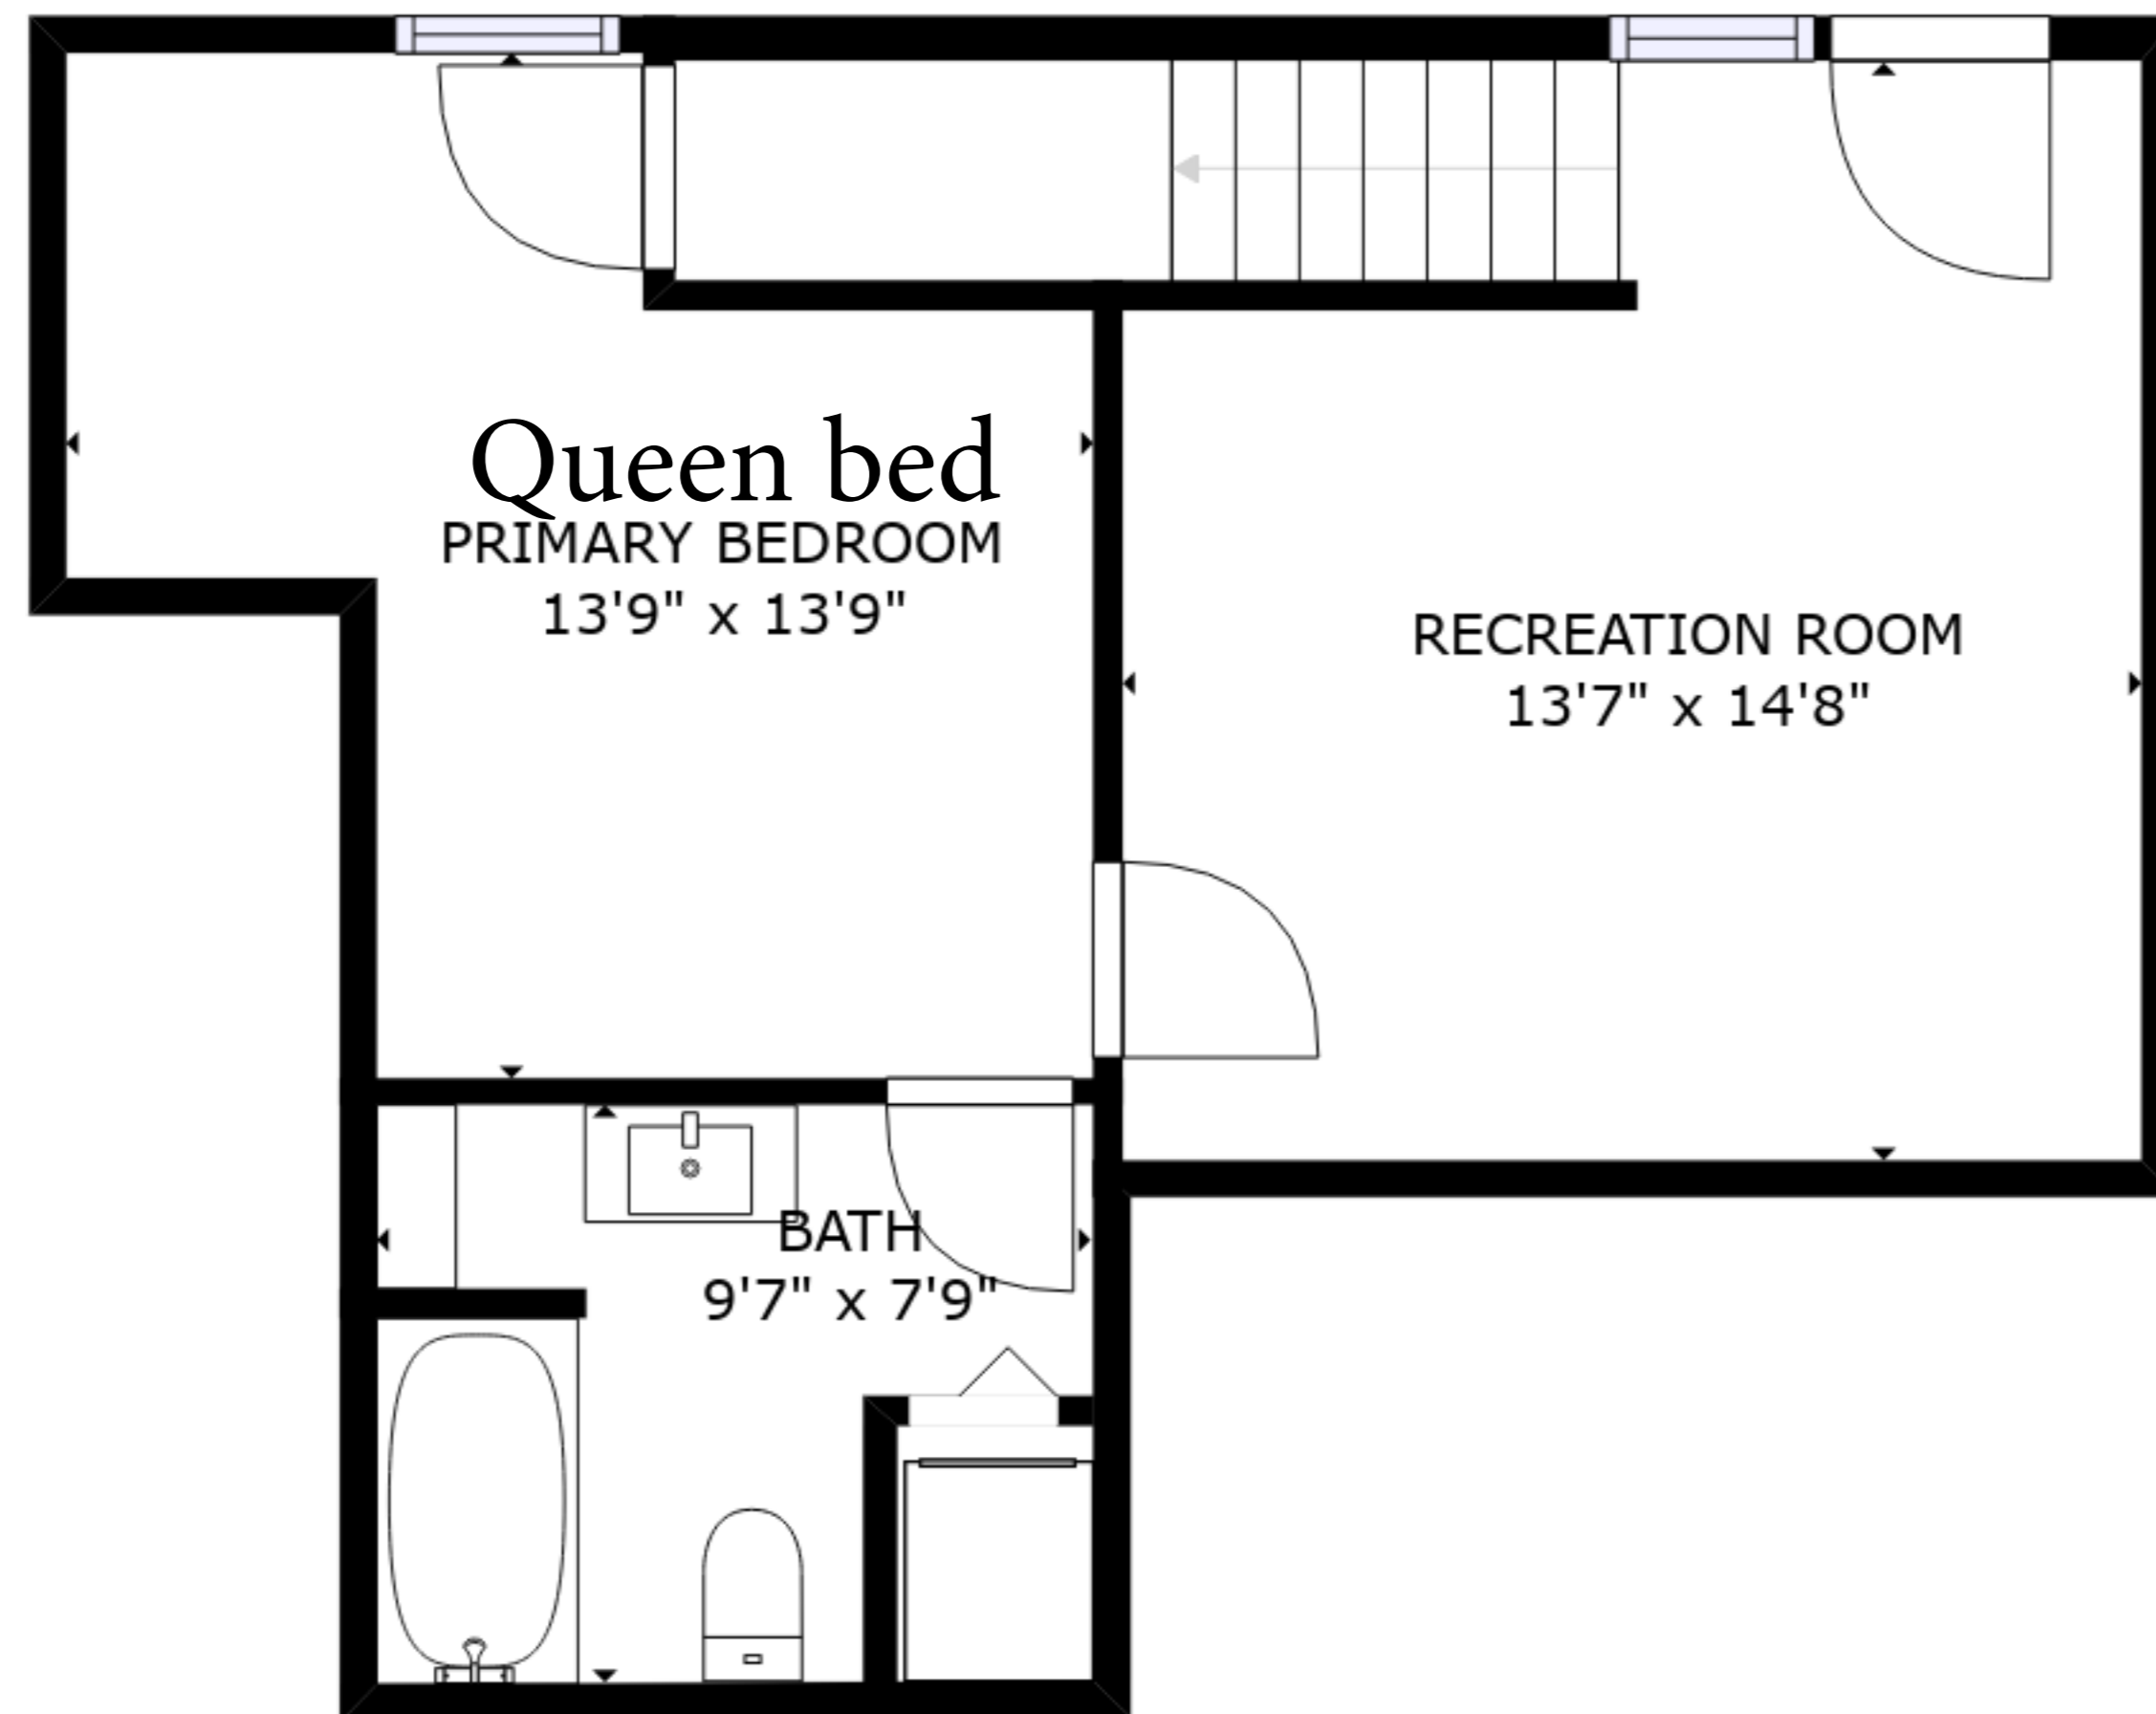 Queen bed
PRIMARY BEDROOM
13'9" x 13'9"
RECREATION ROOM
13'7" x 14'8"
BATH
9'7" x 7'9"